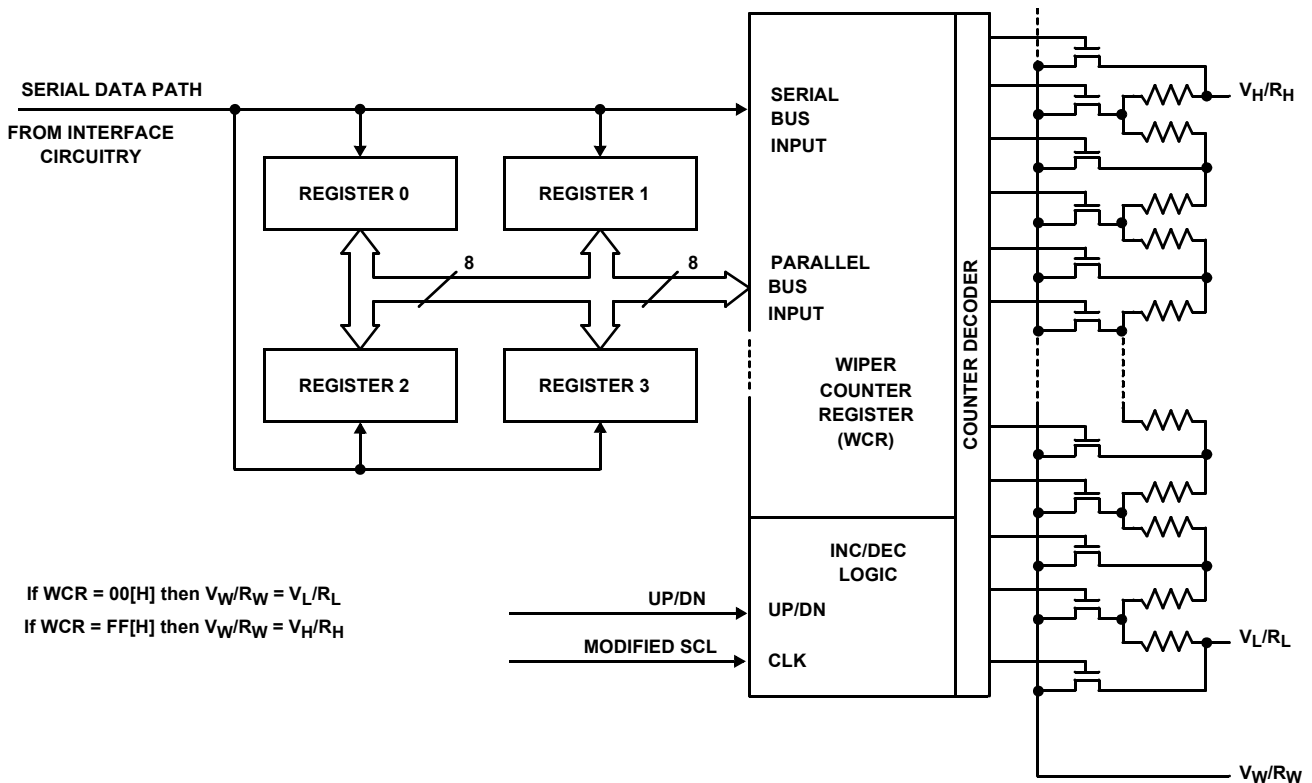 SERIAL DATA PATH
FROM INTERFACE
CIRCUITRY
REGISTER 0
REGISTER 1
8
8
REGISTER 2
REGISTER 3
SERIAL
BUS
INPUT
PARALLEL
BUS
INPUT
WIPER
COUNTER
REGISTER
(WCR)
COUNTER DECODER
INC/DEC
LOGIC
UP/DN
UP/DN
MODIFIED SCL
CLK
If WCR = 00[H] then VW/RW = VL/RL
If WCR = FF[H] then VW/RW = VH/RH
VH/RH
VL/RL
VW/RW